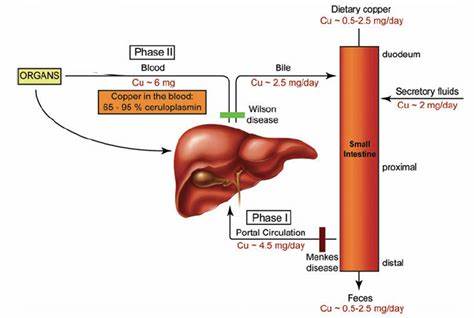 Dietary copper
Cu ~ 0.5-2.5 mg/day
Phase II
Blood
Cu ~ 6 mg
Bile
Cu ~ 2.5 mg/day
duodeum
ORGANS
Copper in the blood:
65 - 95 % ceruloplasmin
Wilson
disease
Secretory fluids
Cu ~ 2 mg/day
Small
Intestine
proximal
Phase I
Portal Circulation
Cu ~ 4.5 mg/day
Menkes
disease
distal
Feces
Cu ~ 0.5-2.5 mg/day